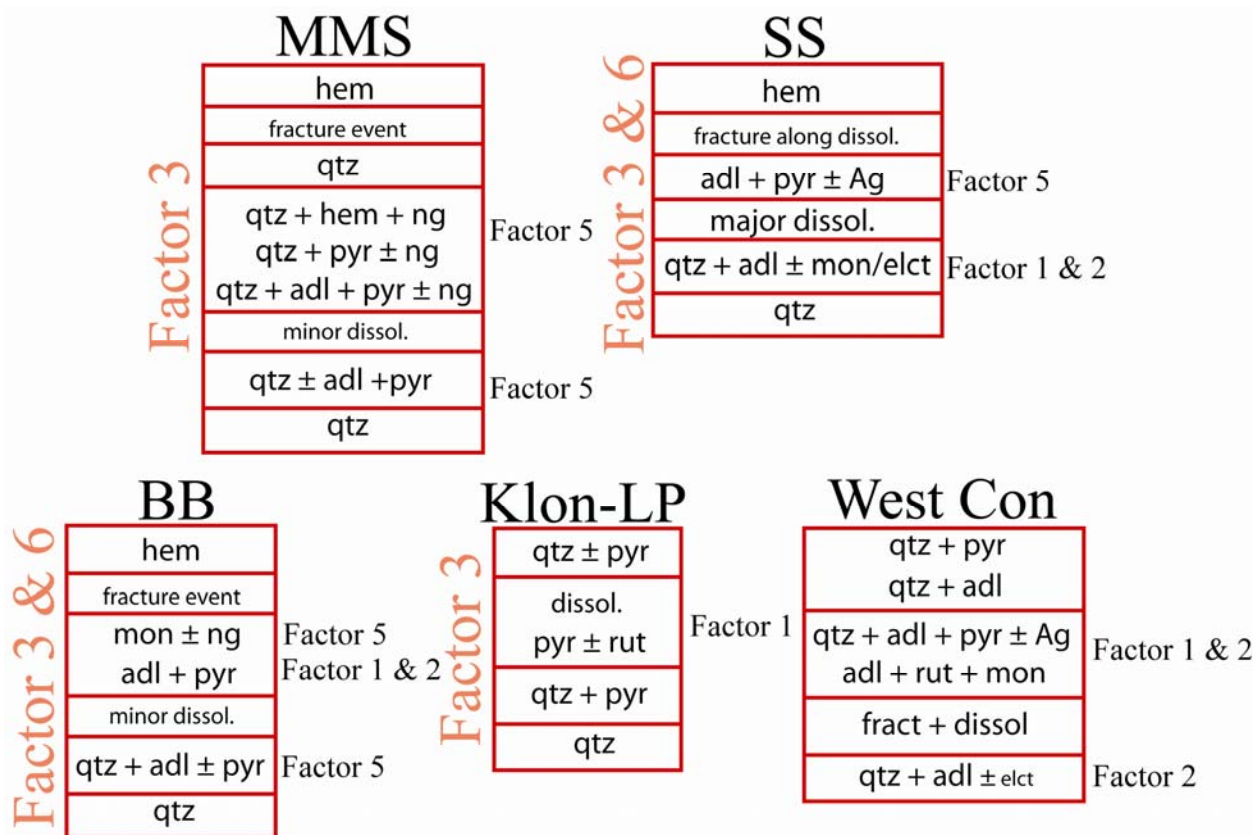 MMS
Factor 3
hem
fracture event
qtz
qtz + hem + ng
qtz + pyr ± ng
qtz + adl + pyr ± ng
Factor 5
minor dissol.
qtz ± adl +pyr
Factor 5
qtz
SS
Factor 3 & 6
hem
fracture along dissol.
adl + pyr ± Ag
Factor 5
major dissol.
qtz + adl ± mon/elct
Factor 1 & 2
qtz
BB
Factor 3 & 6
hem
fracture event
mon ± ng
Factor 5
adl + pyr
Factor 1 & 2
minor dissol.
qtz + adl ± pyr
Factor 5
qtz
Klon-LP
Factor 3
qtz ± pyr
dissol.
pyr ± rut
Factor 1
qtz + pyr
qtz
West Con
qtz + pyr
qtz + adl
qtz + adl + pyr ± Ag
adl + rut + mon
Factor 1 & 2
fract + dissol
qtz + adl ± elct
Factor 2